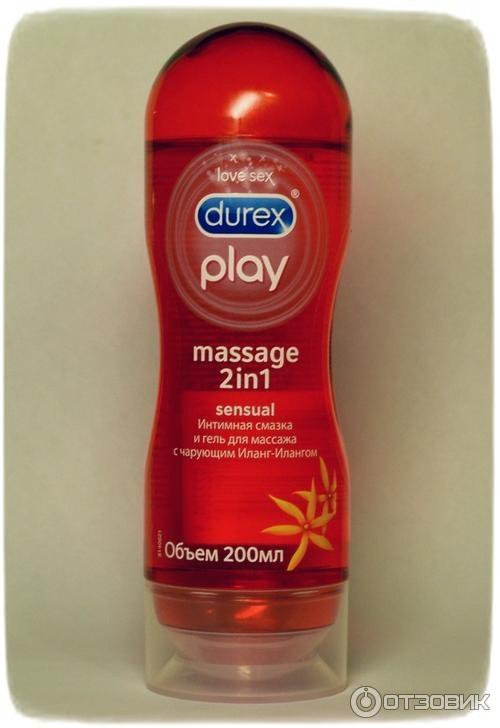 love sex
durex®
play
massage
2in1
sensual
Интимная смазка
и гель для массажа
с чарующим Иланг-Илангом
Объем 200мл
ОТЗОВИК